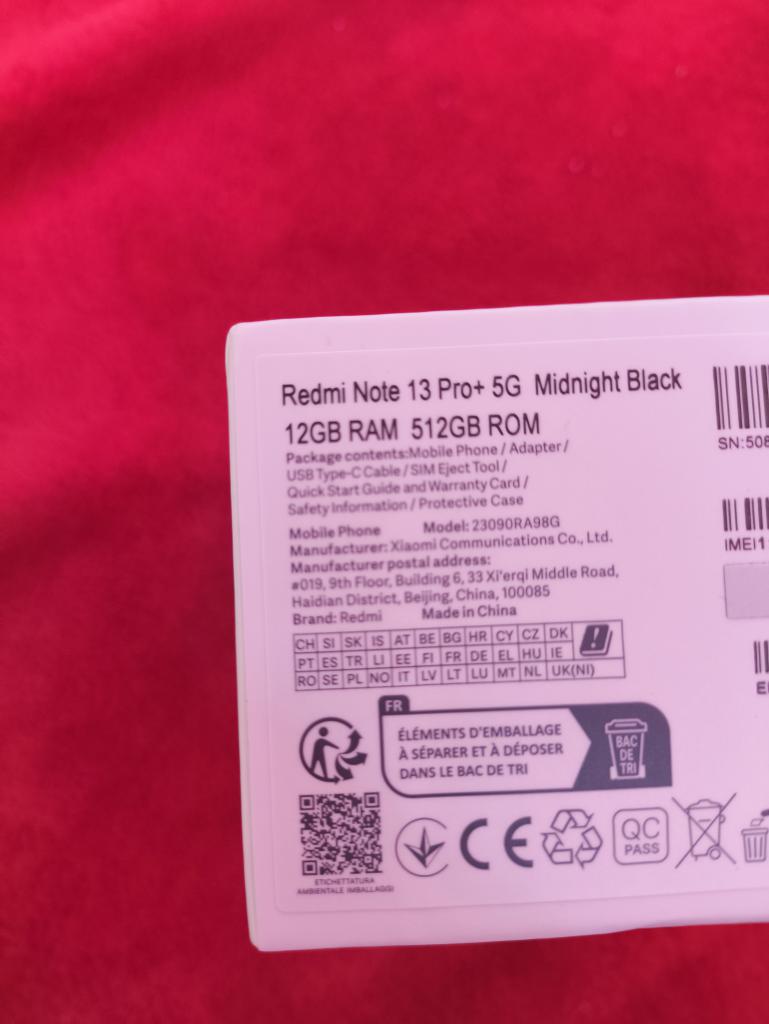 Redmi Note 13 Pro+ 5G Midnight Black
12GB RAM 512GB ROM
Package contents:Mobile Phone / Adapter /
USB Type-C Cable / SIM Eject Tool /
Quick Start Guide and Warranty Card /
Safety Information / Protective Case
Mobile Phone Model: 23090RA98G
Manufacturer: Xiaomi Communications Co., Ltd.
Manufacturer postal address:
#019, 9th Floor, Building 6, 33 Xi'erqi Middle Road,
Haidian District, Beijing, China, 100085
Brand: Redmi Made in China
CH SI SK IS AT BE BG HR CY CZ DK
PT ES TR LI EE FI FR DE EL HU IE
RO SE PL NO IT LV LT LU MT NL UK(NI)
FR
ÉLÉMENTS D'EMBALLAGE
À SÉPARER ET À DÉPOSER
DANS LE BAC DE TRI
BAC
DE
TRI
ETICHETTATURA
AMBIENTALE IMBALLAGGI
CE
QC
PASS
SN:508
IMEI1